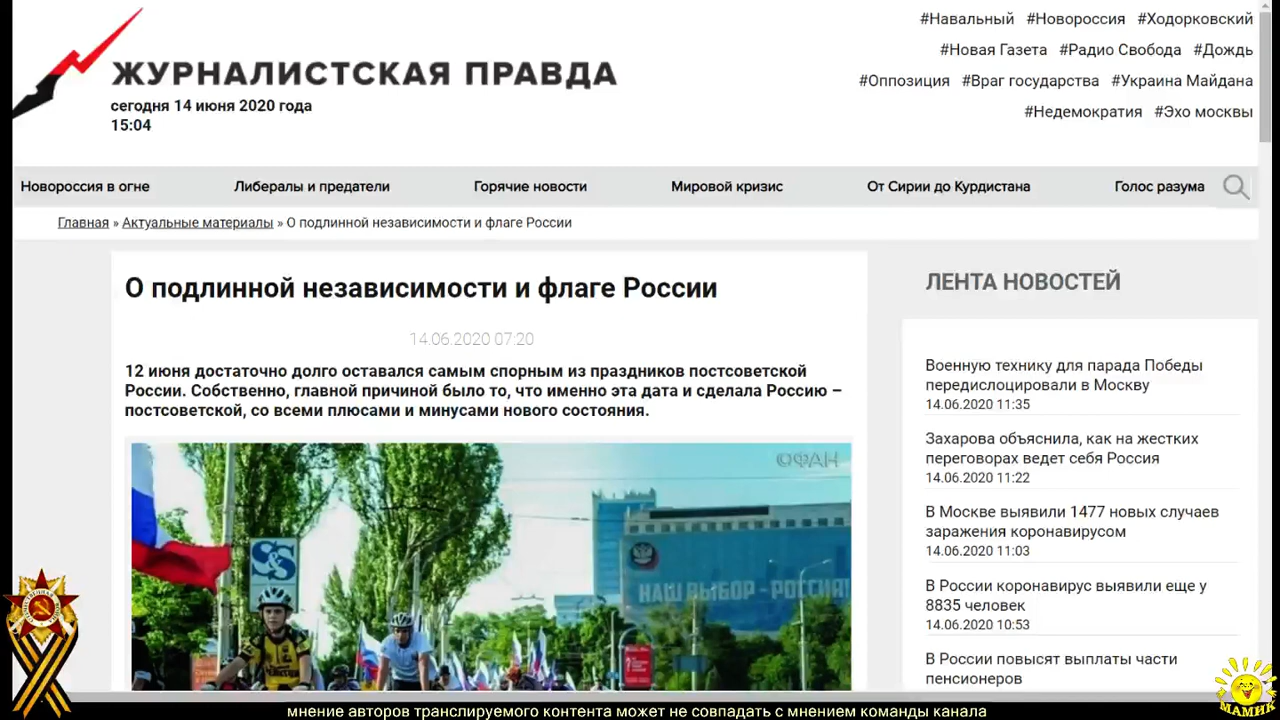 #Навальный #Новороссия #Ходорковский
ЖУРНАЛИСТСКАЯ ПРАВДА
#Новая Газета #Радио Свобода #Дождь
#Оппозиция #Враг государства #Украина Майдана
сегодня 14 июня 2020 года
#Недемократия #Эхо москвы
15:04
Новороссия в огне Либералы и предатели Горячие новости Мировой кризис От Сирии до Курдистана Голос разума
Главная » Актуальные материалы » О подлинной независимости и флаге России
О подлинной независимости и флаге России
14.06.2020 07:20
12 июня достаточно долго оставался самым спорным из праздников постсоветской
России. Собственно, главной причиной было то, что именно эта дата и сделала Россию –
постсоветской, со всеми плюсами и минусами нового состояния.
ФАН
S&S
НАШ ВЫБОР - РОССИЯ!
ЛЕНТА НОВОСТЕЙ
Военную технику для парада Победы
передислоцировали в Москву
14.06.2020 11:35
Захарова объяснила, как на жестких
переговорах ведет себя Россия
14.06.2020 11:22
В Москве выявили 1477 новых случаев
заражения коронавирусом
14.06.2020 11:03
В России коронавирус выявили еще у
8835 человек
14.06.2020 10:53
В России повысят выплаты части
пенсионеров
МАМИК
мнение авторов транслируемого контента может не совпадать с мнением команды канала